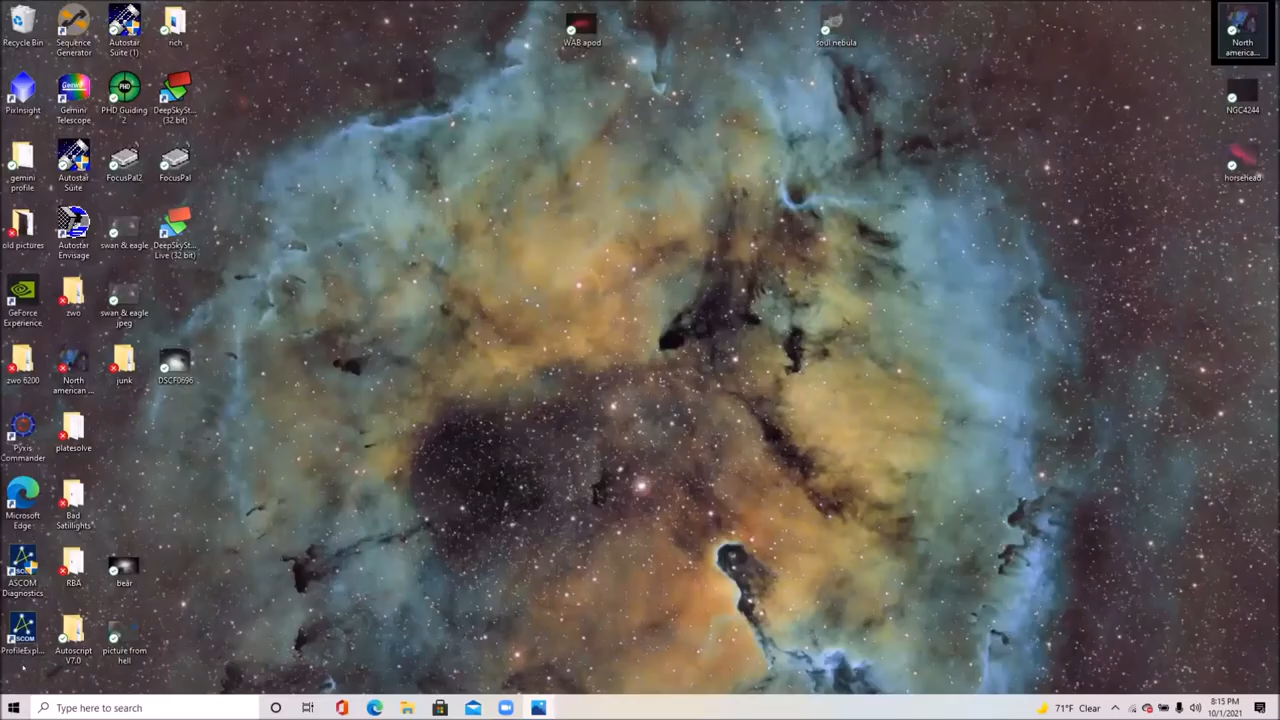 Recycle Bin
Sequence
Generator
Autostar
Suite (1)
rich
WAB apod
soul nebula
North
america...
PixInsight
Gemini
Telescope
PHD Guiding
2
DeepSkySt...
(32 bit)
NGC4244
gemini
profile
Autostar
Suite
FocusPal2
FocusPal
horsehead
old pictures
Autostar
Envisage
swan & eagle
DeepSkySt...
Live (32 bit)
GeForce
Experience
zwo
swan & eagle
jpeg
zwo 6200
North
american ...
junk
DSCF0696
Pyxis
Commander
platesolve
Microsoft
Edge
Bad
Satillights
ASCOM
Diagnostics
RBA
bear
ProfileExpl...
Autoscript
V7.0
picture from
hell
Type here to search
71°F Clear
8:15 PM
10/1/2021